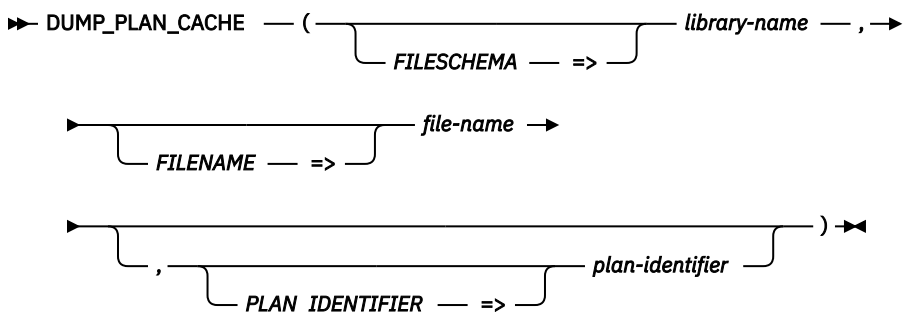 DUMP_PLAN_CACHE ( library-name ,
FILESCHEMA =>
file-name
FILENAME =>
)
, plan-identifier
PLAN IDENTIFIER =>